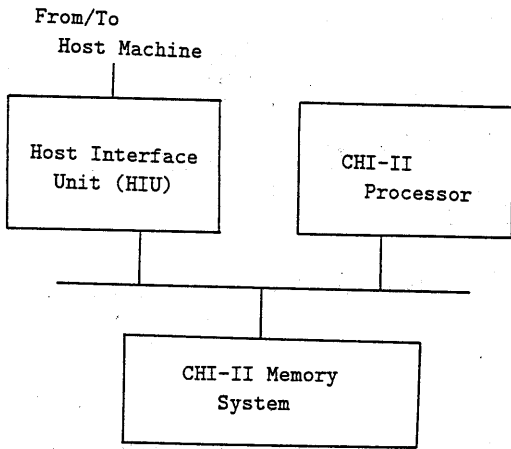 From/To
Host Machine
Host Interface
Unit (HIU)
CHI-II
Processor
CHI-II Memory
System